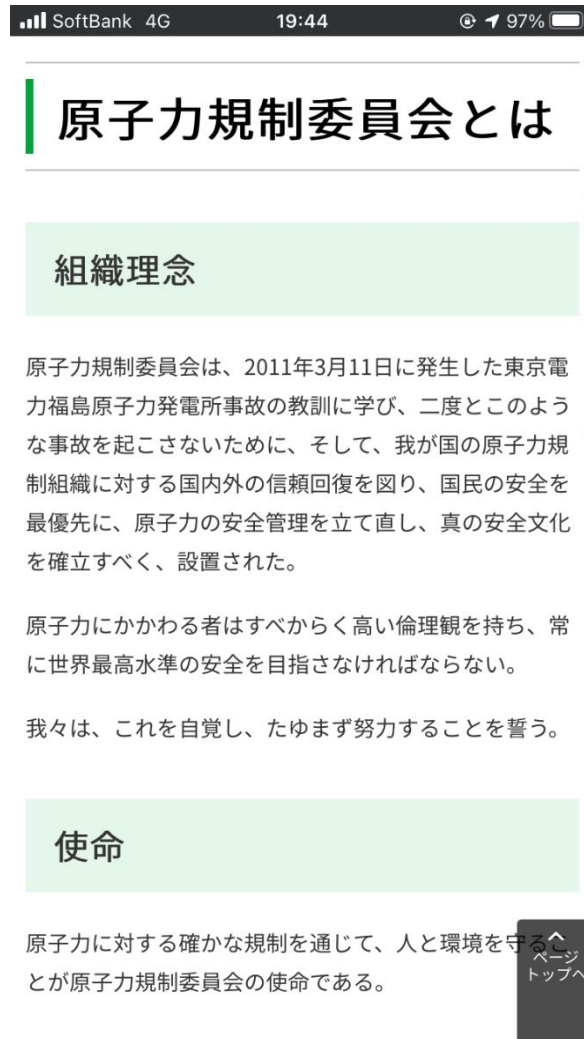 SoftBank 4G 19:44 97%
原子力規制委員会とは
組織理念
原子力規制委員会は、2011年3月11日に発生した東京電
力福島原子力発電所事故の教訓に学び、二度とこのよう
な事故を起こさないために、そして、我が国の原子力規
制組織に対する国内外の信頼回復を図り、国民の安全を
最優先に、原子力の安全管理を立て直し、真の安全文化
を確立すべく、設置された。
原子力にかかわる者はすべからく高い倫理観を持ち、常
に世界最高水準の安全を目指さなければならない。
我々は、これを自覚し、たゆまず努力することを誓う。
使命
原子力に対する確かな規制を通じて、人と環境を守るこ
とが原子力規制委員会の使命である。
ページ
トップへ